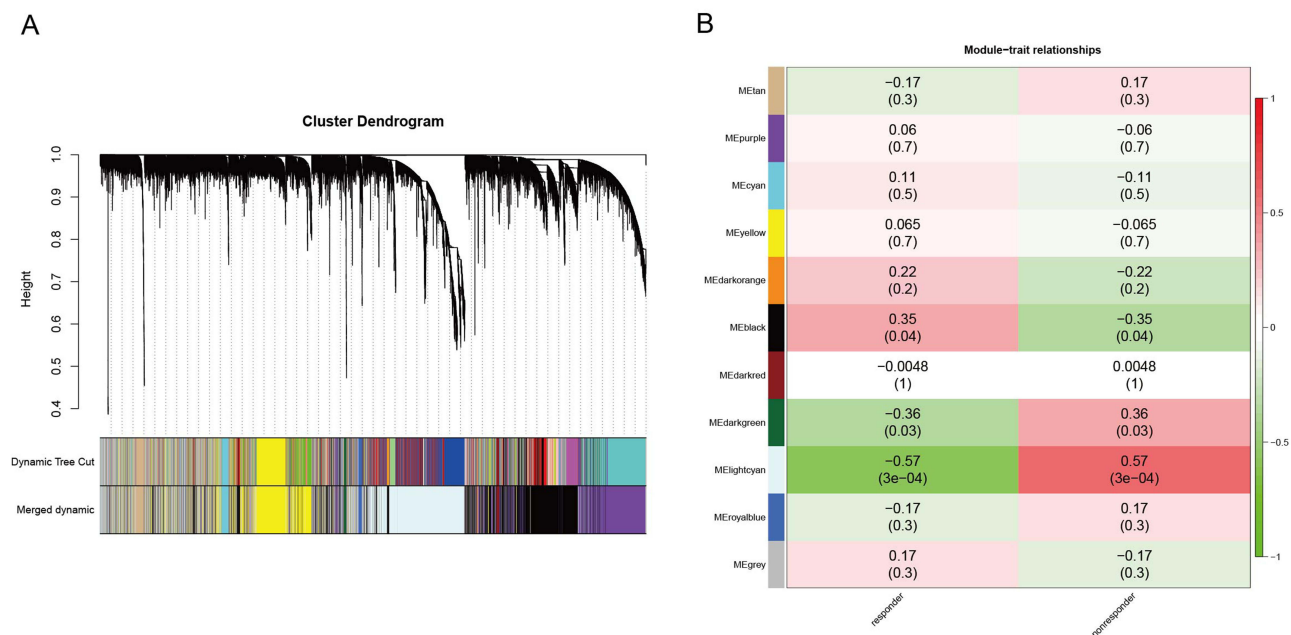 A
Cluster Dendrogram
Height
1.0
0.9
0.8
0.7
0.6
0.5
0.4
Dynamic Tree Cut
Merged dynamic
B
Module−trait relationships
MEtan
−0.17
(0.3)
0.17
(0.3)
MEpurple
0.06
(0.7)
−0.06
(0.7)
MEcyan
0.11
(0.5)
−0.11
(0.5)
MEyellow
0.065
(0.7)
−0.065
(0.7)
MEdarkorange
0.22
(0.2)
−0.22
(0.2)
MEblack
0.35
(0.04)
−0.35
(0.04)
MEdarkred
−0.0048
(1)
0.0048
(1)
MEdarkgreen
−0.36
(0.03)
0.36
(0.03)
MElightcyan
−0.57
(3e−04)
0.57
(3e−04)
MEroyalblue
−0.17
(0.3)
0.17
(0.3)
MEgrey
0.17
(0.3)
−0.17
(0.3)
responder
nonresponder
1
0.5
0
−0.5
−1